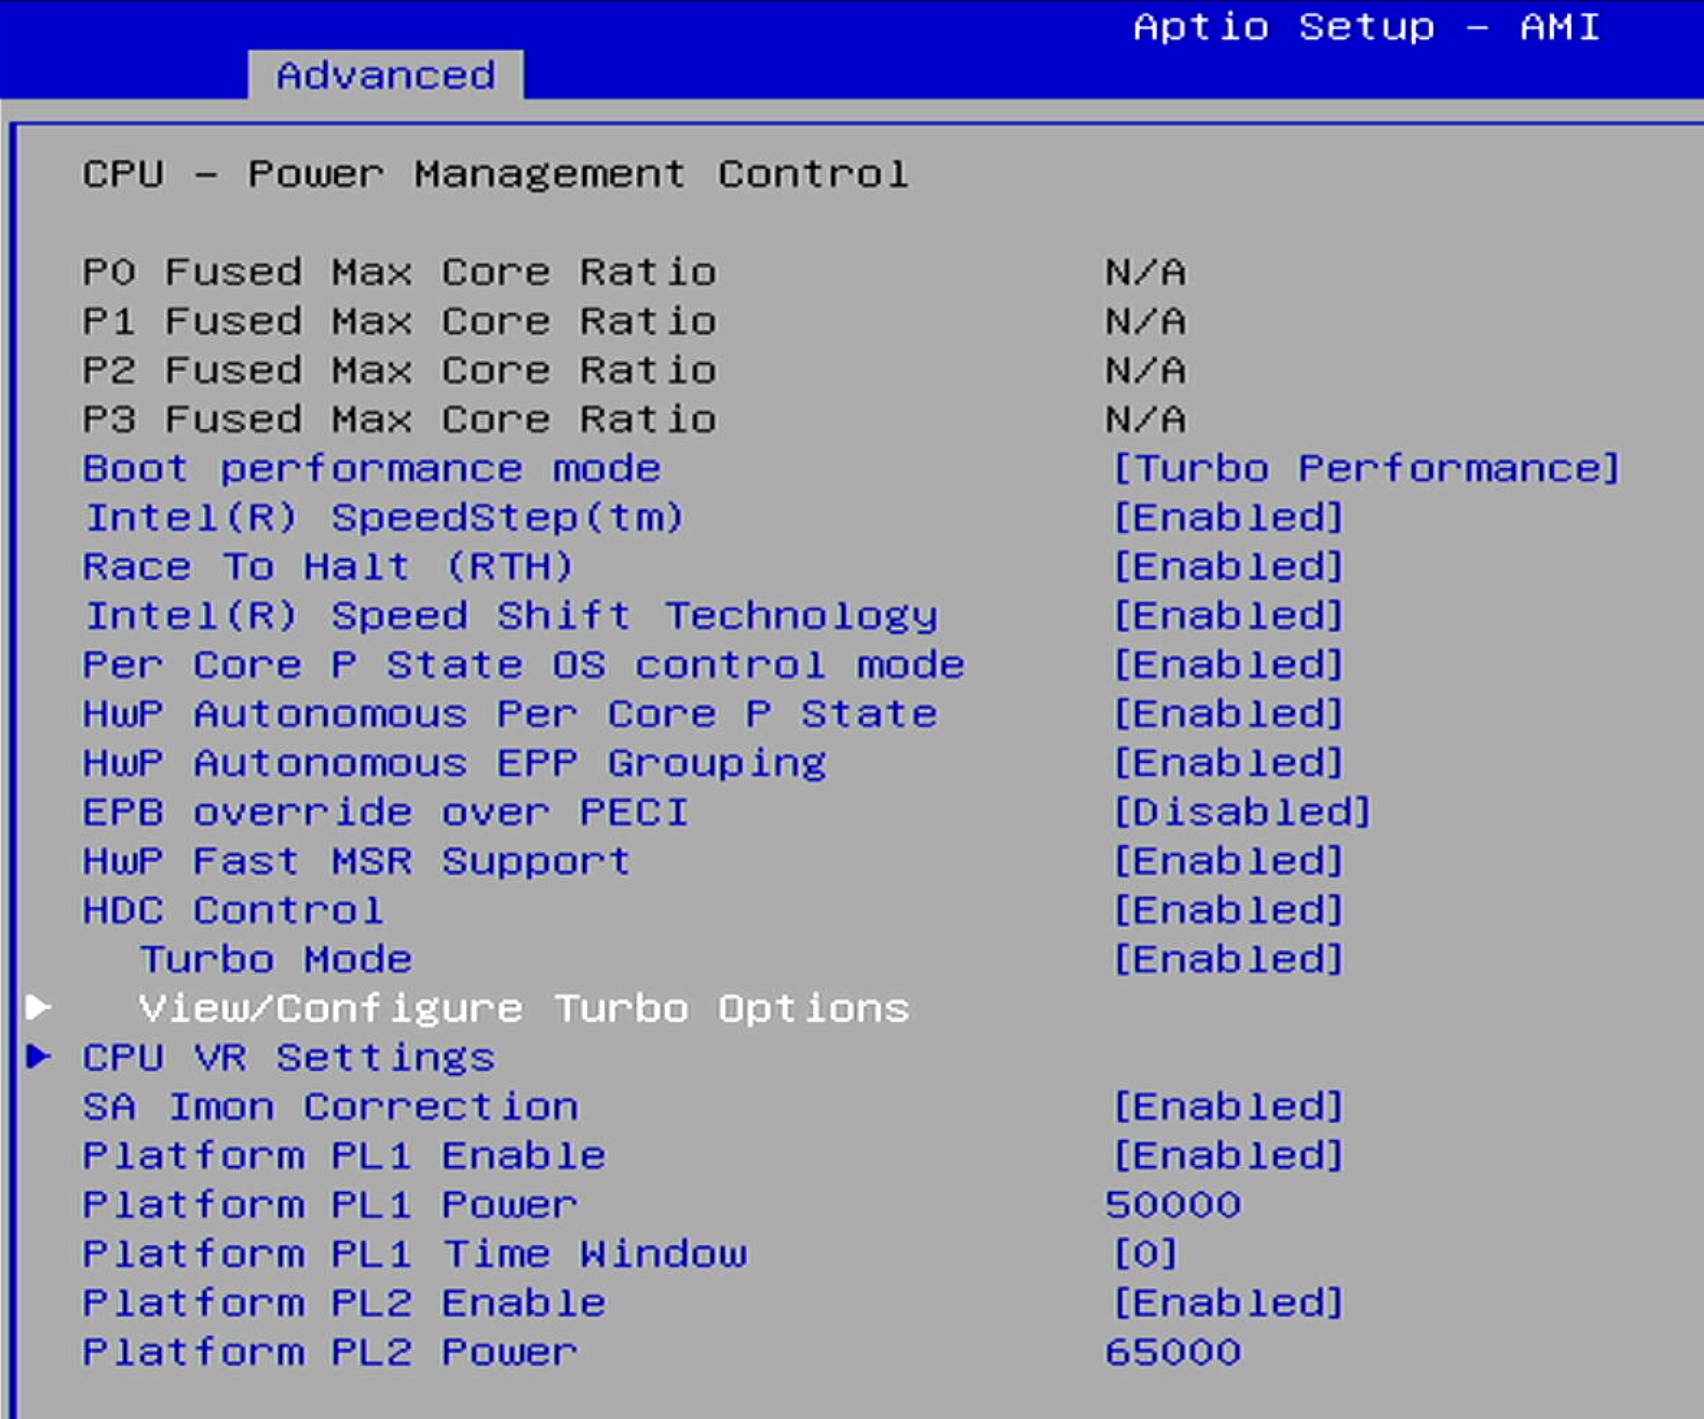 Aptio Setup – AMI
Advanced
CPU – Power Management Control
P0 Fused Max Core Ratio N/A
P1 Fused Max Core Ratio N/A
P2 Fused Max Core Ratio N/A
P3 Fused Max Core Ratio N/A
Boot performance mode [Turbo Performance]
Intel(R) SpeedStep(tm) [Enabled]
Race To Halt (RTH) [Enabled]
Intel(R) Speed Shift Technology [Enabled]
Per Core P State OS control mode [Enabled]
HwP Autonomous Per Core P State [Enabled]
HwP Autonomous EPP Grouping [Enabled]
EPB override over PECI [Disabled]
HwP Fast MSR Support [Enabled]
HDC Control [Enabled]
Turbo Mode [Enabled]
View/Configure Turbo Options
CPU VR Settings
SA Imon Correction [Enabled]
Platform PL1 Enable [Enabled]
Platform PL1 Power 50000
Platform PL1 Time Window [0]
Platform PL2 Enable [Enabled]
Platform PL2 Power 65000